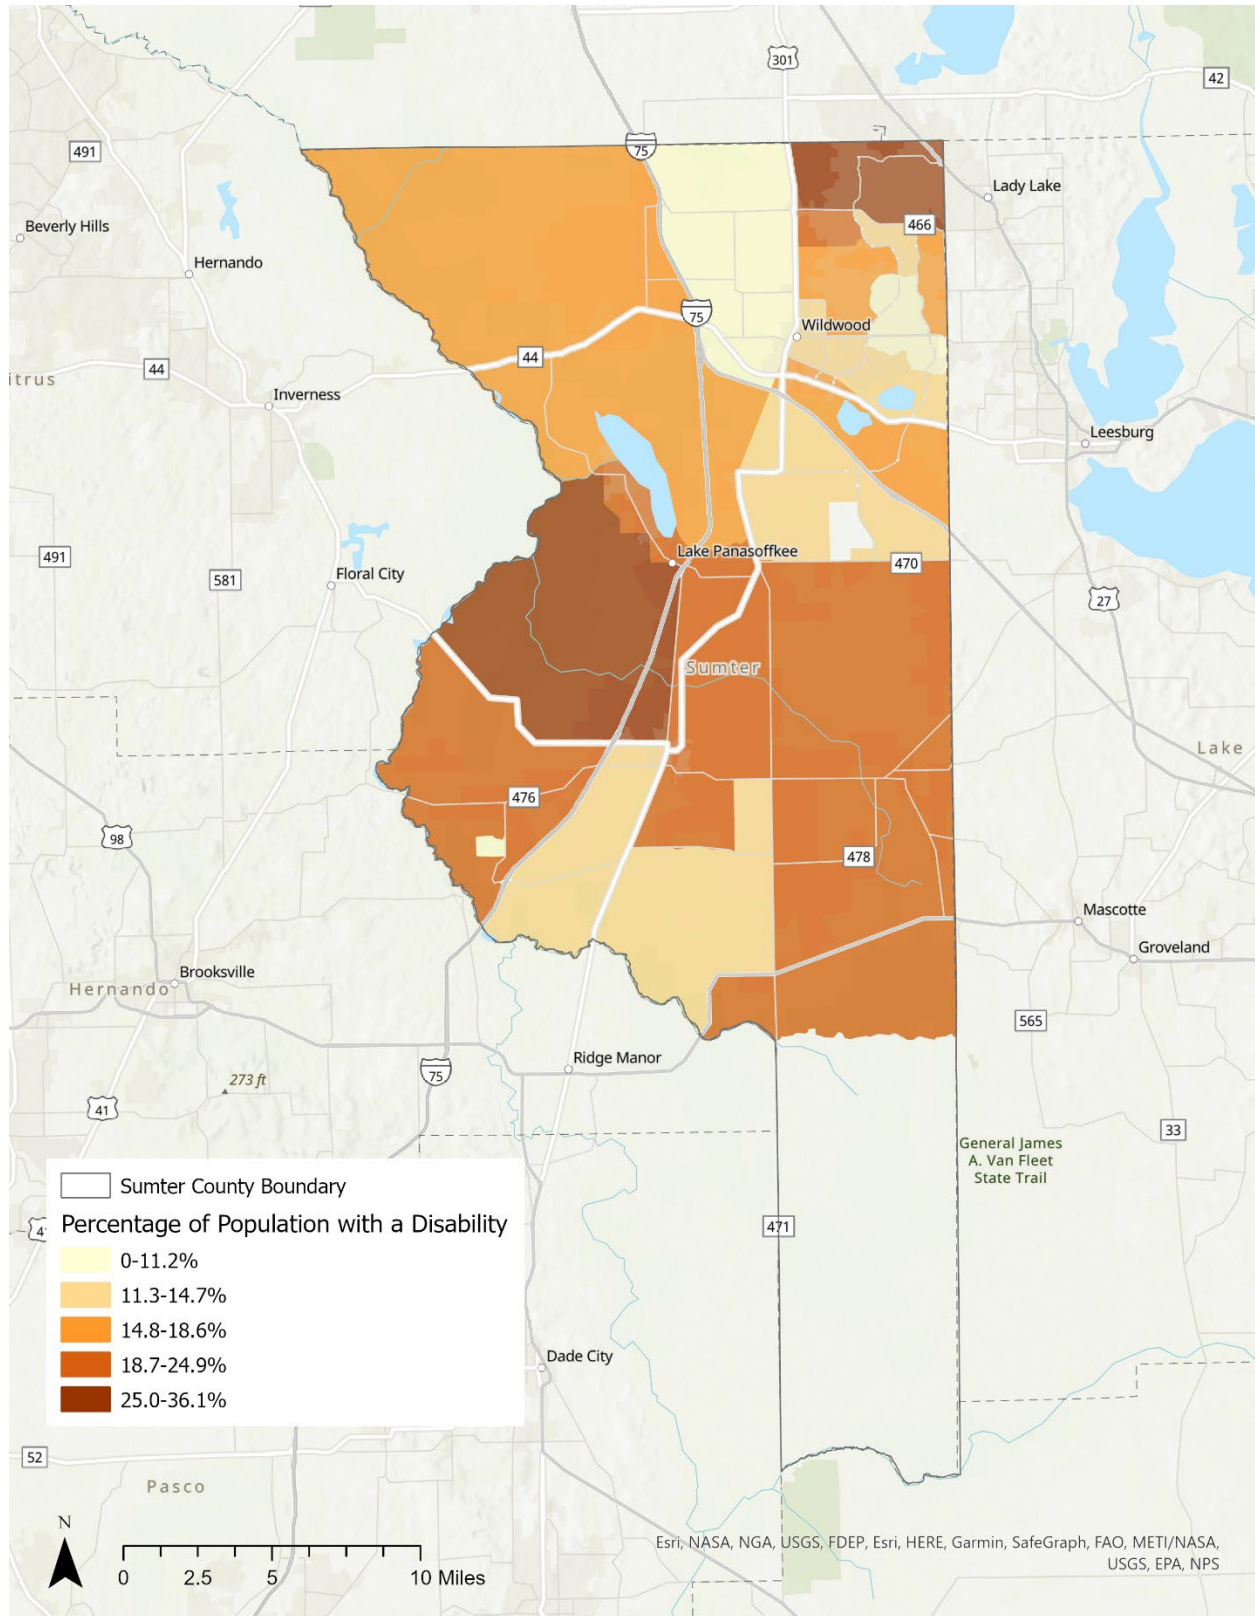 301
42
491
75
Lady Lake
Beverly Hills
466
Hernando
75
Wildwood
44
44
itrus
Inverness
Leesburg
Lake Panasoffkee
491
470
581
Floral City
27
Sumter
Lake
476
98
478
Mascotte
Groveland
Brooksville
Hernando
565
Ridge Manor
75
273 ft
41
33
General James
A. Van Fleet
State Trail
Sumter County Boundary
Percentage of Population with a Disability
471
0-11.2%
11.3-14.7%
14.8-18.6%
18.7-24.9%
25.0-36.1%
Dade City
52
Pasco
N
0 2.5 5 10 Miles
Esri, NASA, NGA, USGS, FDEP, Esri, HERE, Garmin, SafeGraph, FAO, METI/NASA,
USGS, EPA, NPS